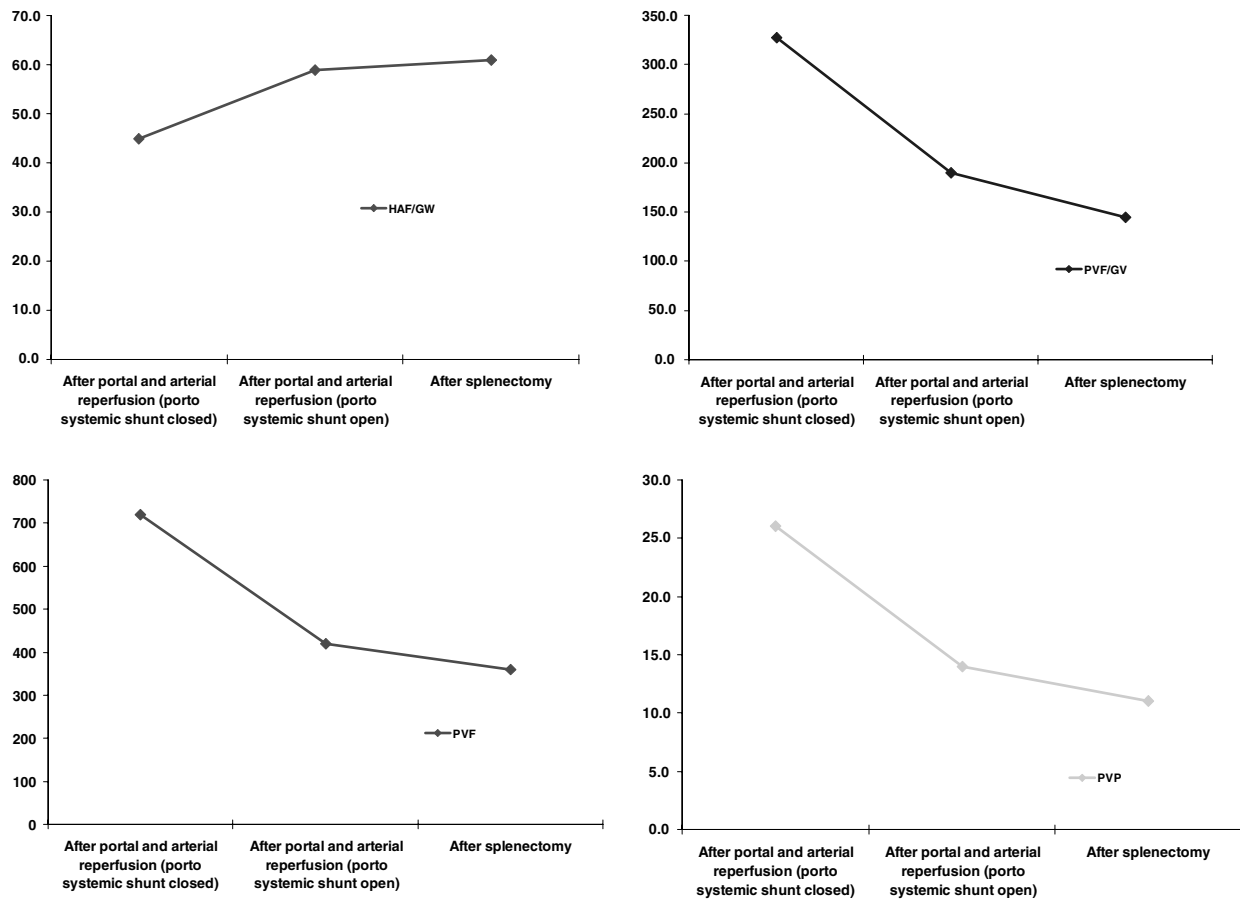 70.0
60.0
50.0
40.0
30.0
20.0
10.0
0.0
HAF/GW
After portal and arterial
reperfusion (porto
systemic shunt closed)
After portal and arterial
reperfusion (porto
systemic shunt open)
After splenectomy
350.0
300.0
250.0
200.0
150.0
100.0
50.0
0.0
PVF/GV
After portal and arterial
reperfusion (porto
systemic shunt closed)
After portal and arterial
reperfusion (porto
systemic shunt open)
After splenectomy
800
700
600
500
400
300
200
100
0
PVF
After portal and arterial
reperfusion (porto
systemic shunt closed)
After portal and arterial
reperfusion (porto
systemic shunt open)
After splenectomy
30.0
25.0
20.0
15.0
10.0
5.0
0.0
PVP
After portal and arterial
reperfusion (porto
systemic shunt closed)
After portal and arterial
reperfusion (porto
systemic shunt open)
After splenectomy